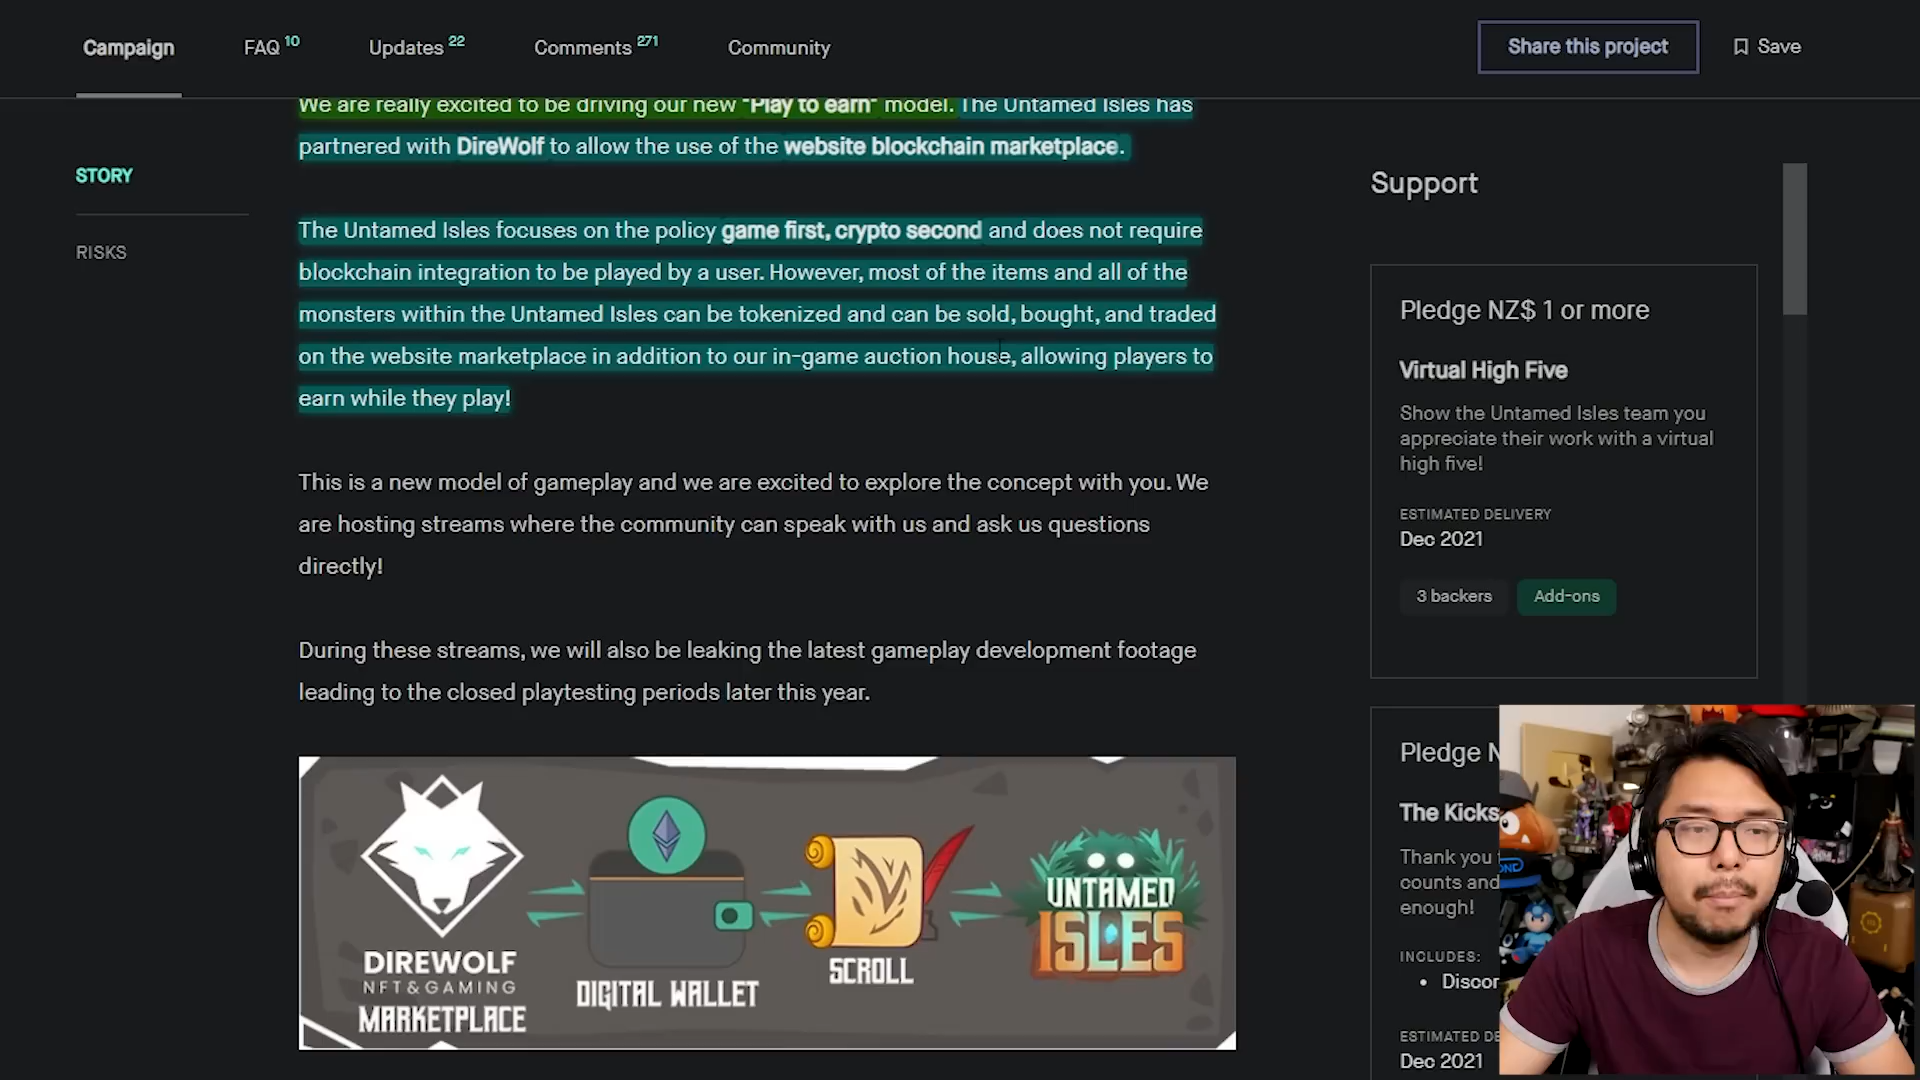 Campaign
FAQ 10
Updates 22
Comments 271
Community
Share this project
Save
We are really excited to be driving our new "Play to earn" model. The Untamed Isles has
partnered with DireWolf to allow the use of the website blockchain marketplace.
STORY
RISKS
The Untamed Isles focuses on the policy game first, crypto second and does not require
blockchain integration to be played by a user. However, most of the items and all of the
monsters within the Untamed Isles can be tokenized and can be sold, bought, and traded
on the website marketplace in addition to our in-game auction house, allowing players to
earn while they play!
This is a new model of gameplay and we are excited to explore the concept with you. We
are hosting streams where the community can speak with us and ask us questions
directly!
During these streams, we will also be leaking the latest gameplay development footage
leading to the closed playtesting periods later this year.
DIREWOLF
NFT & GAMING
MARKETPLACE
DIGITAL WALLET
SCROLL
UNTAMED
ISLES
Support
Pledge NZ$ 1 or more
Virtual High Five
Show the Untamed Isles team you
appreciate their work with a virtual
high five!
ESTIMATED DELIVERY
Dec 2021
3 backers
Add-ons
Pledge N
The Kicks
Thank you
counts and
enough!
INCLUDES:
• Discor
ESTIMATED DE
Dec 2021